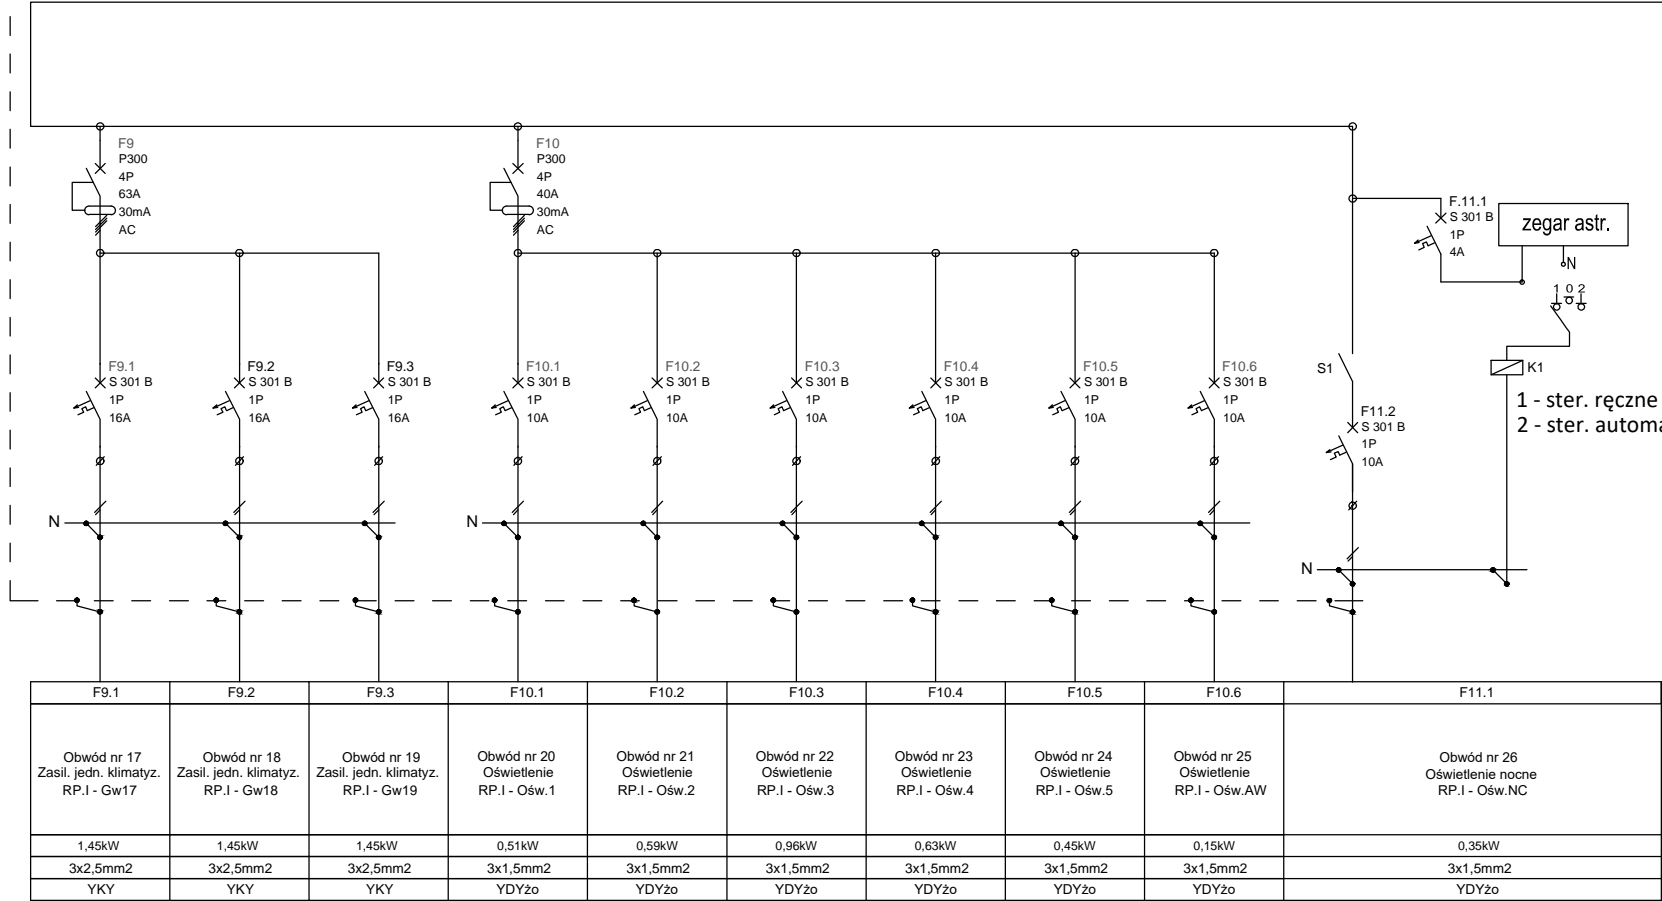 F9
P300
4P
63A
30mA
AC
F10
P300
4P
40A
30mA
AC
F.11.1
S 301 B
1P
4A
zegar astr.
N
1 0 2
F9.1
S 301 B
1P
16A
F9.2
S 301 B
1P
16A
F9.3
S 301 B
1P
16A
F10.1
S 301 B
1P
10A
F10.2
S 301 B
1P
10A
F10.3
S 301 B
1P
10A
F10.4
S 301 B
1P
10A
F10.5
S 301 B
1P
10A
F10.6
S 301 B
1P
10A
S1
K1
1 - ster. ręczne
2 - ster. automa
F11.2
S 301 B
1P
10A
N
N
N
F9.1 F9.2 F9.3 F10.1 F10.2 F10.3 F10.4 F10.5 F10.6 F11.1
Obwód nr 17
Zasil. jedn. klimatyz.
RP.I - Gw17
Obwód nr 18
Zasil. jedn. klimatyz.
RP.I - Gw18
Obwód nr 19
Zasil. jedn. klimatyz.
RP.I - Gw19
Obwód nr 20
Oświetlenie
RP.I - Ośw.1
Obwód nr 21
Oświetlenie
RP.I - Ośw.2
Obwód nr 22
Oświetlenie
RP.I - Ośw.3
Obwód nr 23
Oświetlenie
RP.I - Ośw.4
Obwód nr 24
Oświetlenie
RP.I - Ośw.5
Obwód nr 25
Oświetlenie
RP.I - Ośw.AW
Obwód nr 26
Oświetlenie nocne
RP.I - Ośw.NC
1,45kW 1,45kW 1,45kW 0,51kW 0,59kW 0,96kW 0,63kW 0,45kW 0,15kW 0,35kW
3x2,5mm2 3x2,5mm2 3x2,5mm2 3x1,5mm2 3x1,5mm2 3x1,5mm2 3x1,5mm2 3x1,5mm2 3x1,5mm2 3x1,5mm2
YKY YKY YKY YDYżo YDYżo YDYżo YDYżo YDYżo YDYżo YDYżo